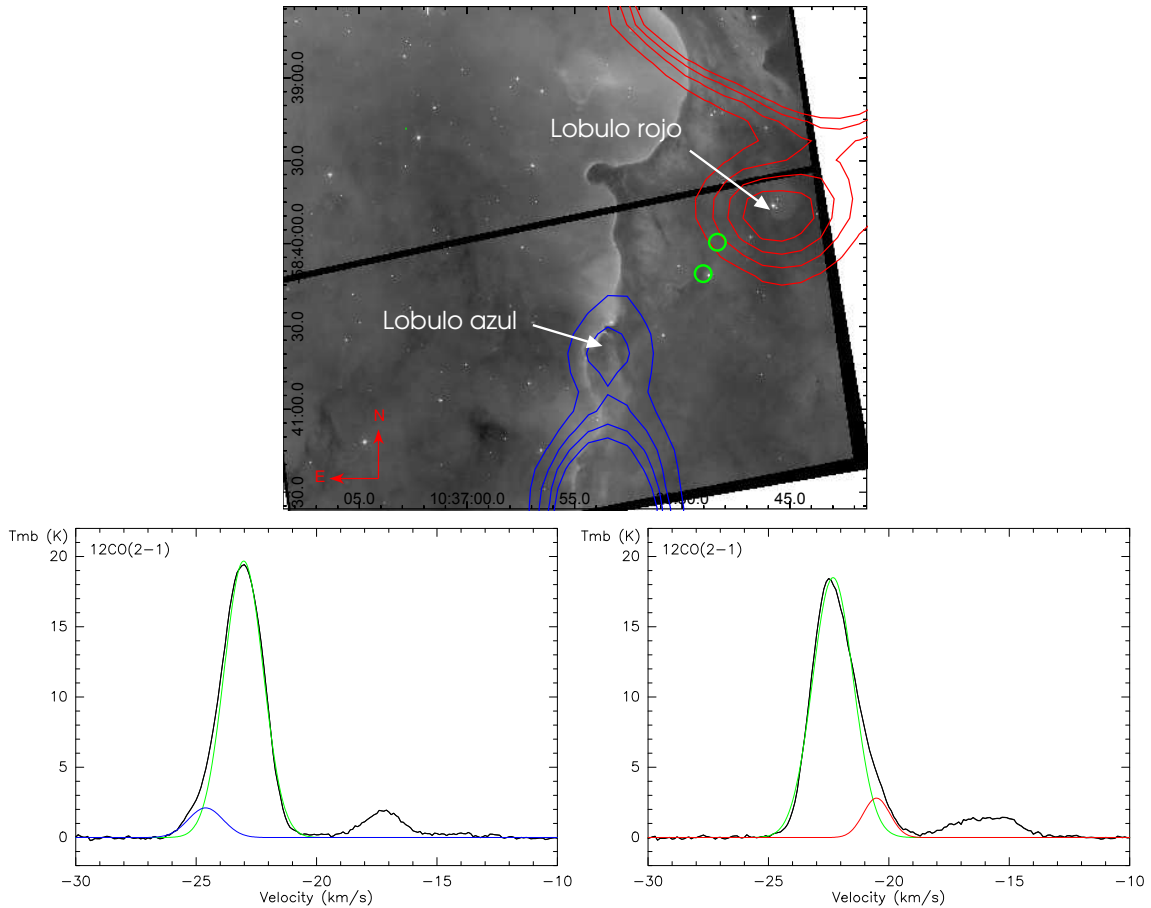 39:00.0
Lobulo rojo
30.0
-58:40:00.0
Lobulo azul
30.0
41:00.0
N
E
05.0 10:37:00.0 55.0 45.0
Tmb (K)
12CO(2-1)
20
15
10
5
0
-30 -25 -20 -15 -10
Velocity (km/s)
Tmb (K)
12CO(2-1)
20
15
10
5
0
-30 -25 -20 -15 -10
Velocity (km/s)